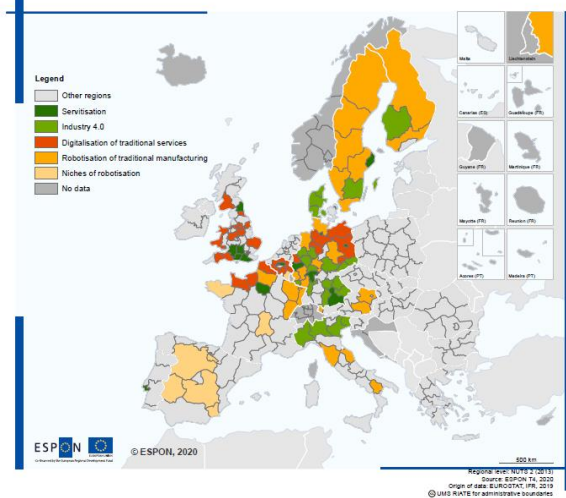 Legend
Other regions
Servitisation
Industry 4.0
Digitalisation of traditional services
Robotisation of traditional manufacturing
Niches of robotisation
No data
Malta
Liechtenstein
Canarias (ES)
Guadeloupe (FR)
Guyane (FR)
Martinique (FR)
Mayotte (FR)
Reunion (FR)
Azores (PT)
Madeira (PT)
ESPON
© ESPON, 2020
500 km
Regional level: NUTS 2 (2013)
Source: ESPON T4, 2020
Origin of data: EUROSTAT, IFR, 2019
© UMS RIATE for administrative boundaries